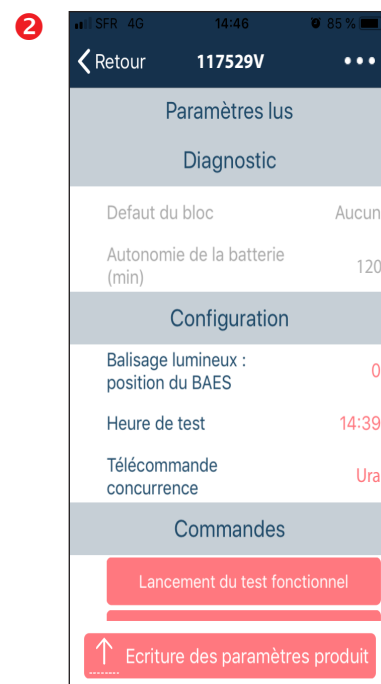 2
SFR 4G 14:46 85 %
Retour 117529V •••
Paramètres lus
Diagnostic
Defaut du bloc Aucun
Autonomie de la batterie
(min) 120
Configuration
Balisage lumineux :
position du BAES 0
Heure de test 14:39
Télécommande
concurrence Ura
Commandes
Lancement du test fonctionnel
Ecriture des paramètres produit